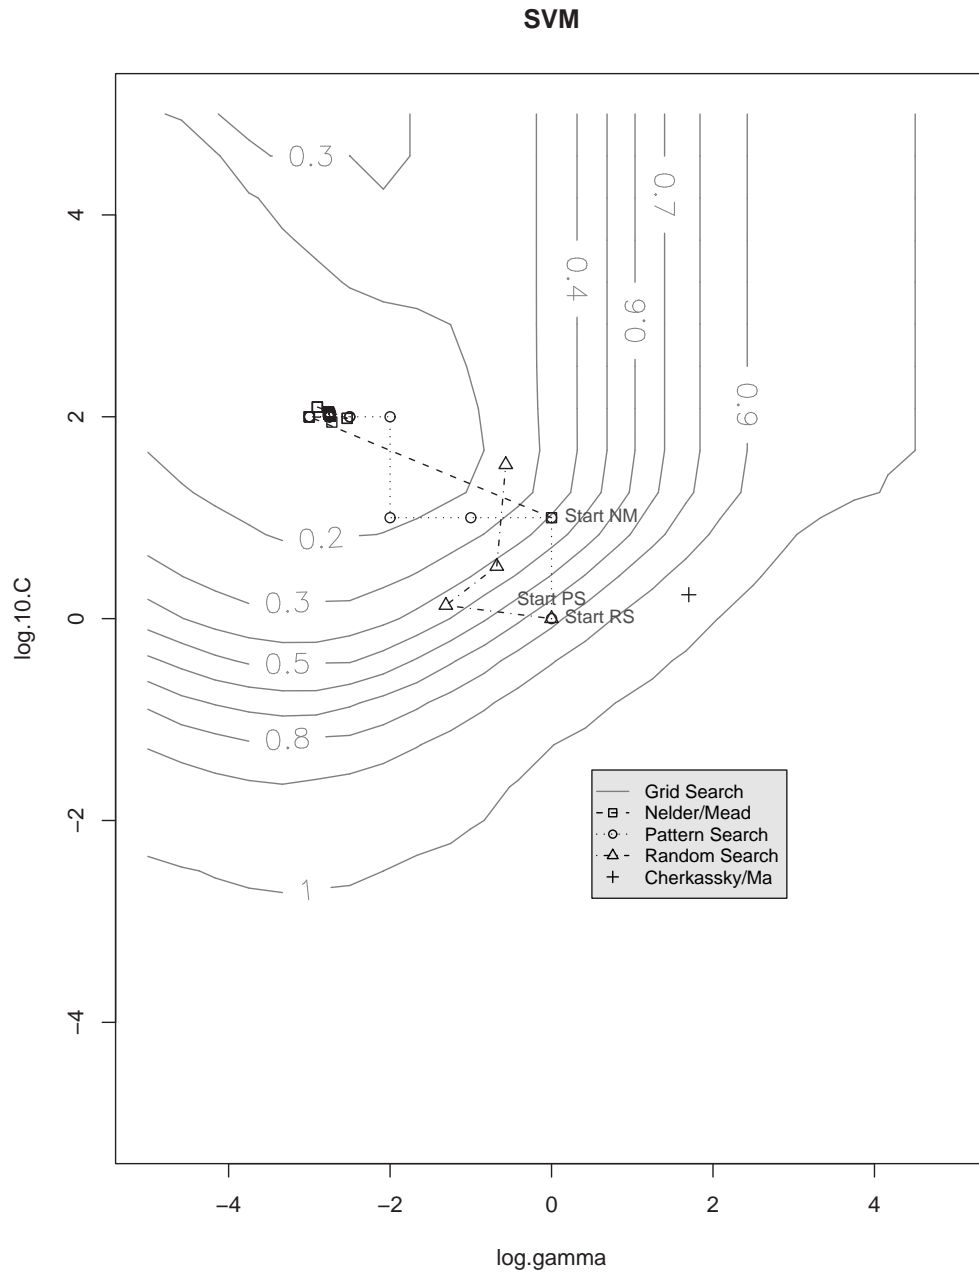 SVM
log.10.C
4
2
0
−2
−4
0.3
0.7
0.4
0.6
0.9
0.2
0.3
0.5
0.8
1
Start NM
Start PS
Start RS
Grid Search
Nelder/Mead
Pattern Search
Random Search
Cherkassky/Ma
−4
−2
0
2
4
log.gamma